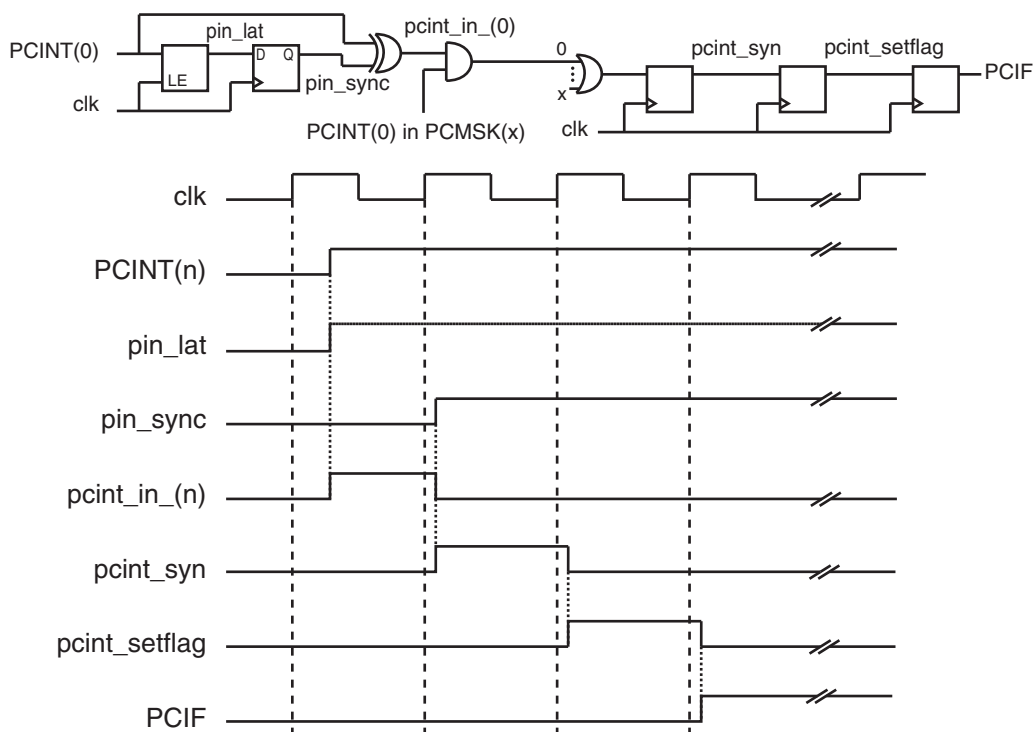 pin_lat
pcint_in_(0)
PCINT(0)
LE
D Q
pin_sync
clk
PCINT(0) in PCMSK(x)
0
x
clk
pcint_syn
pcint_setflag
PCIF
clk
PCINT(n)
pin_lat
pin_sync
pcint_in_(n)
pcint_syn
pcint_setflag
PCIF